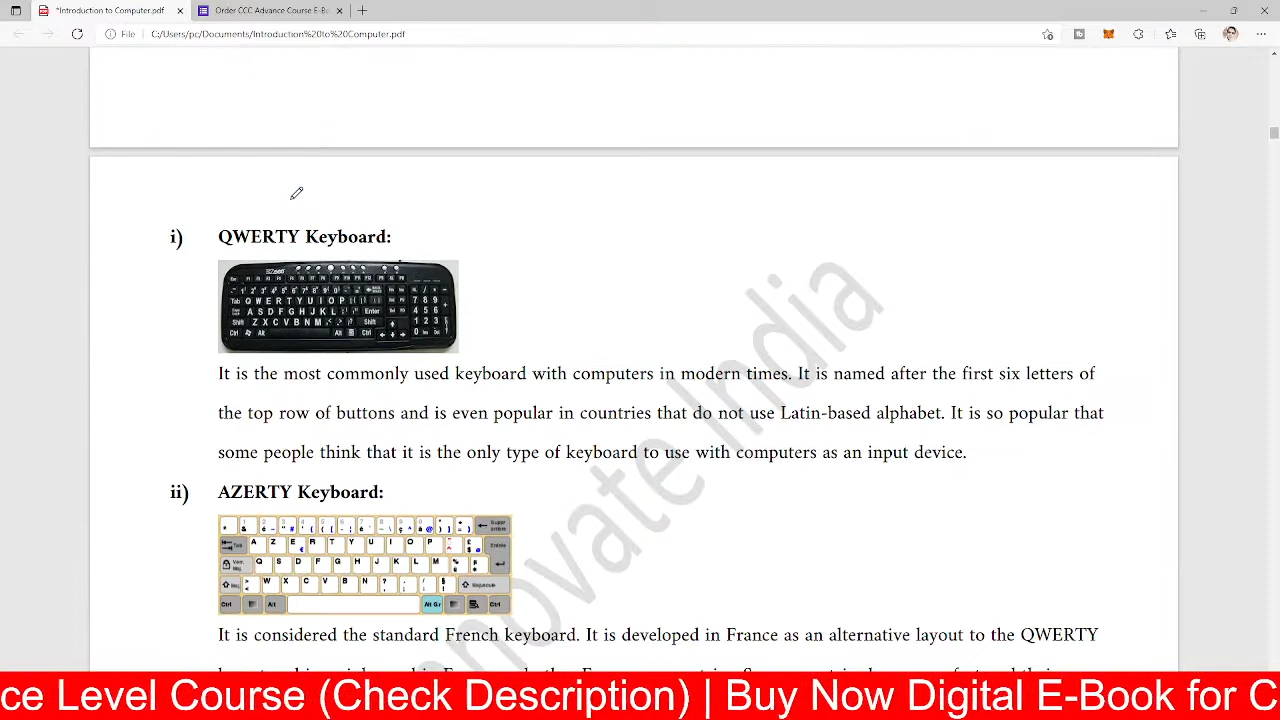 *Introduction to Computer.pdf
Order CCC Advance Course E-B
File
C:/Users/pc/Documents/Introduction%20to%20Computer.pdf
i) QWERTY Keyboard:
It is the most commonly used keyboard with computers in modern times. It is named after the first six letters of
the top row of buttons and is even popular in countries that do not use Latin-based alphabet. It is so popular that
some people think that it is the only type of keyboard to use with computers as an input device.
ii) AZERTY Keyboard:
It is considered the standard French keyboard. It is developed in France as an alternative layout to the QWERTY
novate India
ce Level Course (Check Description) | Buy Now Digital E-Book for C